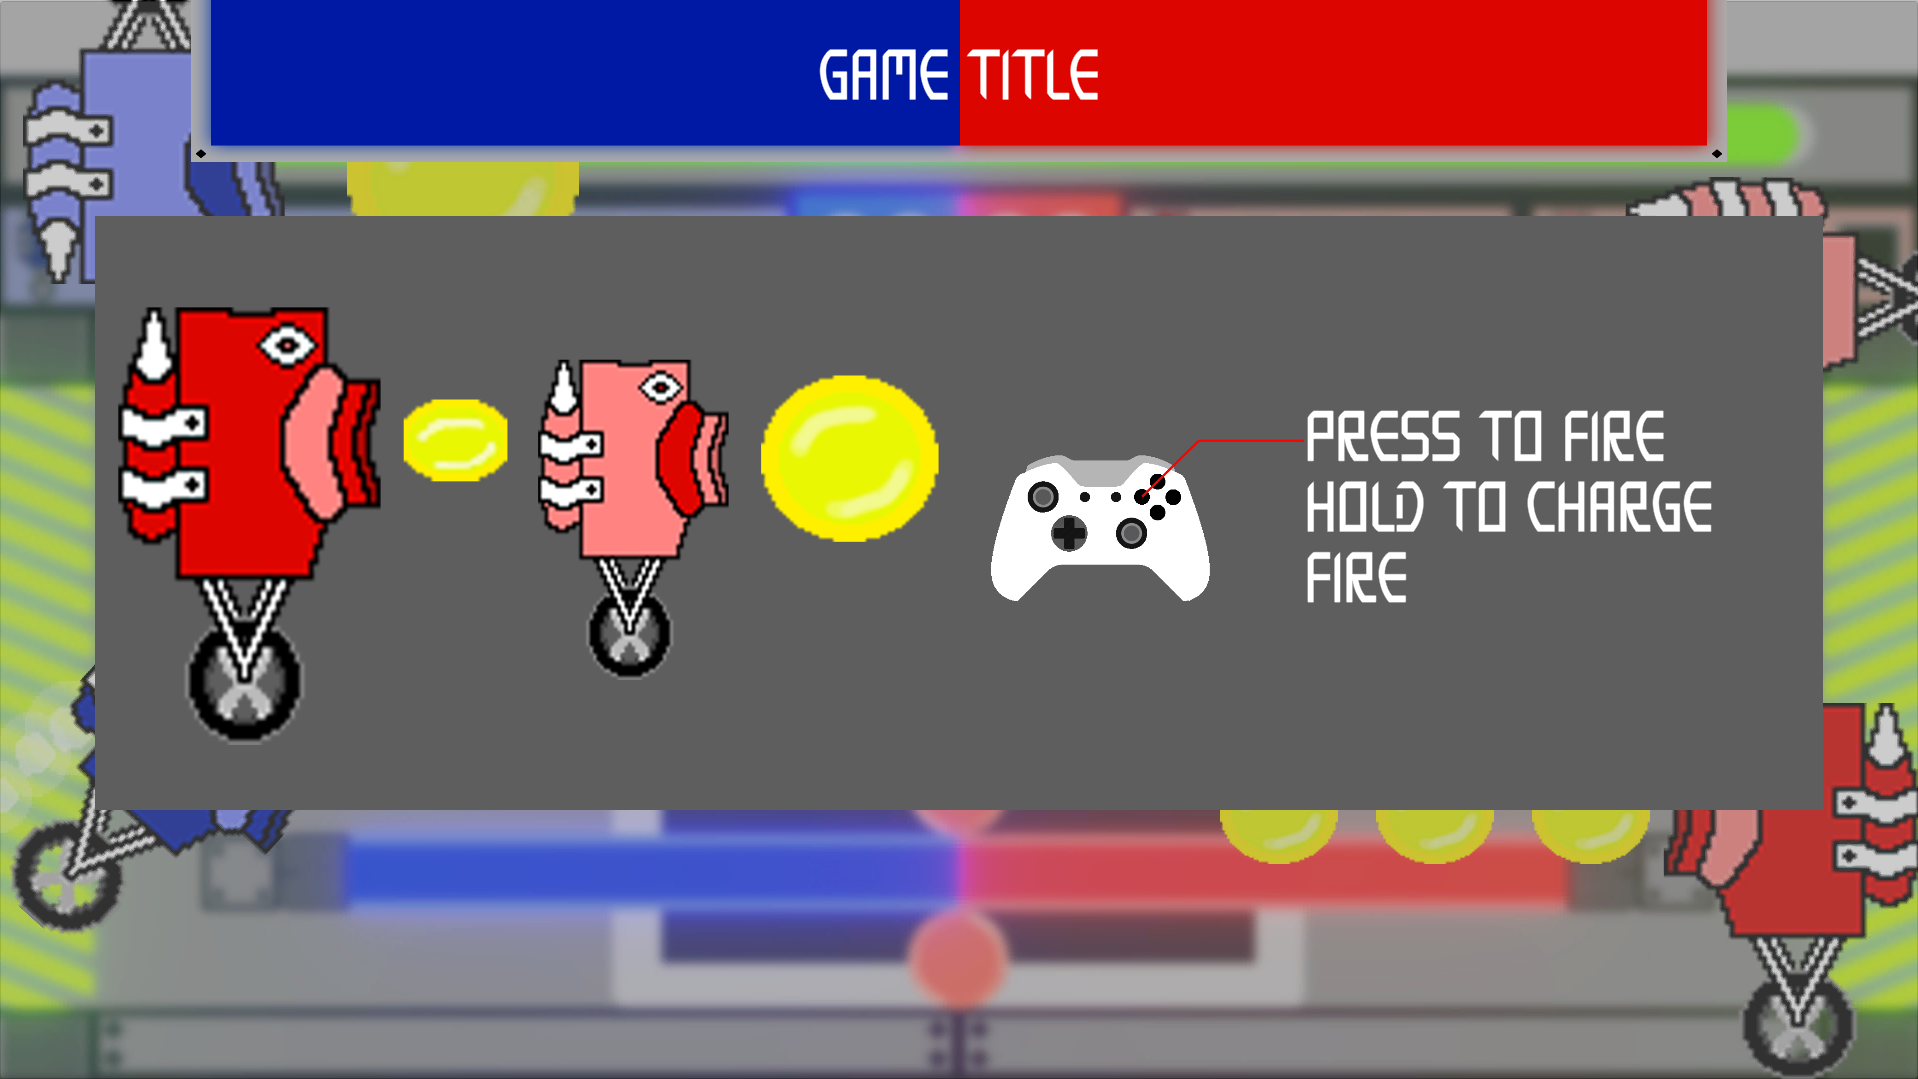 GAME TITLE
PRESS TO FIRE
HOLD TO CHARGE
FIRE